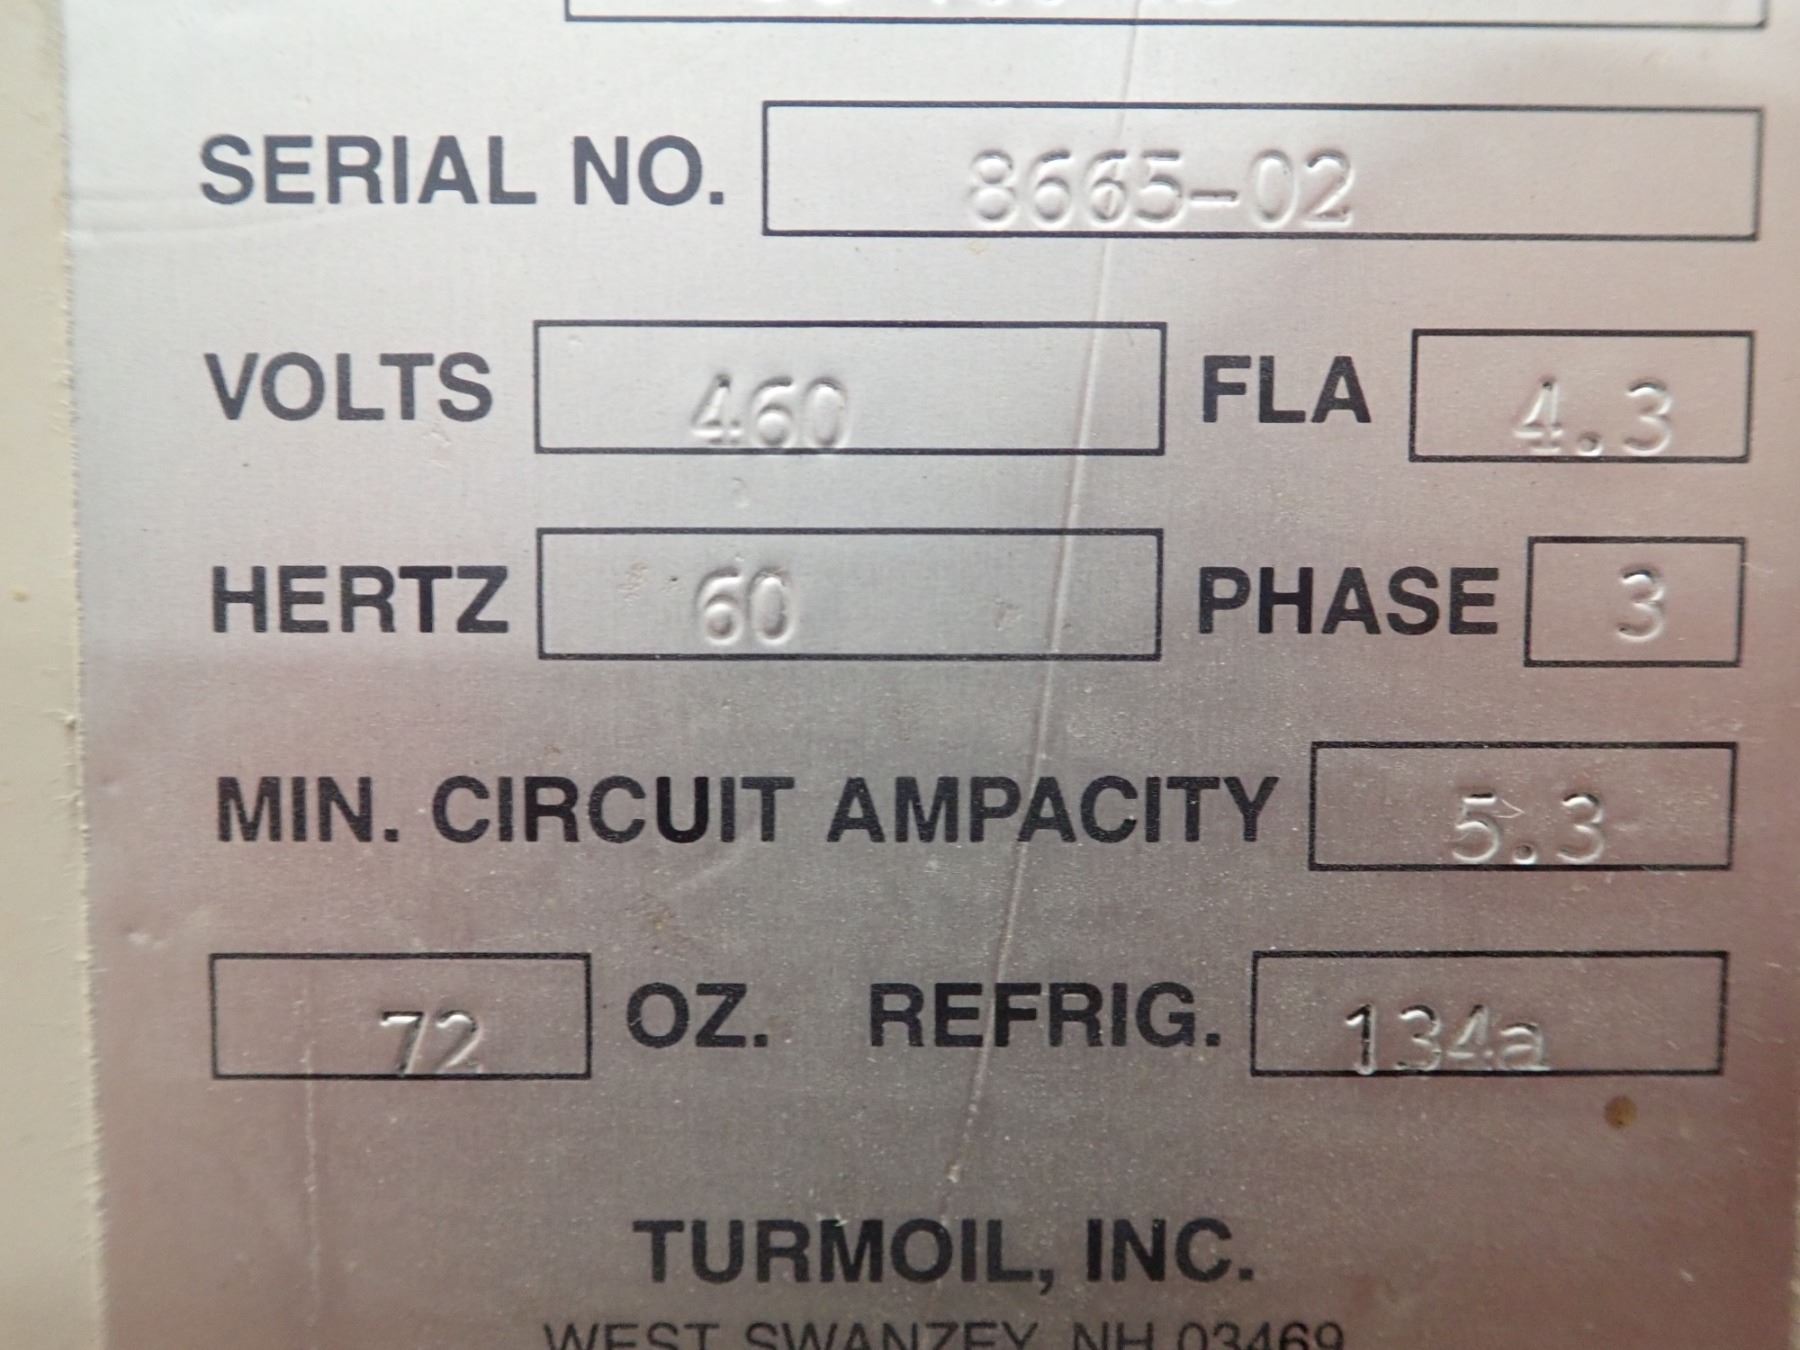 SERIAL NO. 8665-02
VOLTS 460 FLA 4.3
HERTZ 60 PHASE 3
MIN. CIRCUIT AMPACITY 5.3
72 OZ. REFRIG. 134a
TURMOIL, INC.
WEST SWANZEY, NH 03469